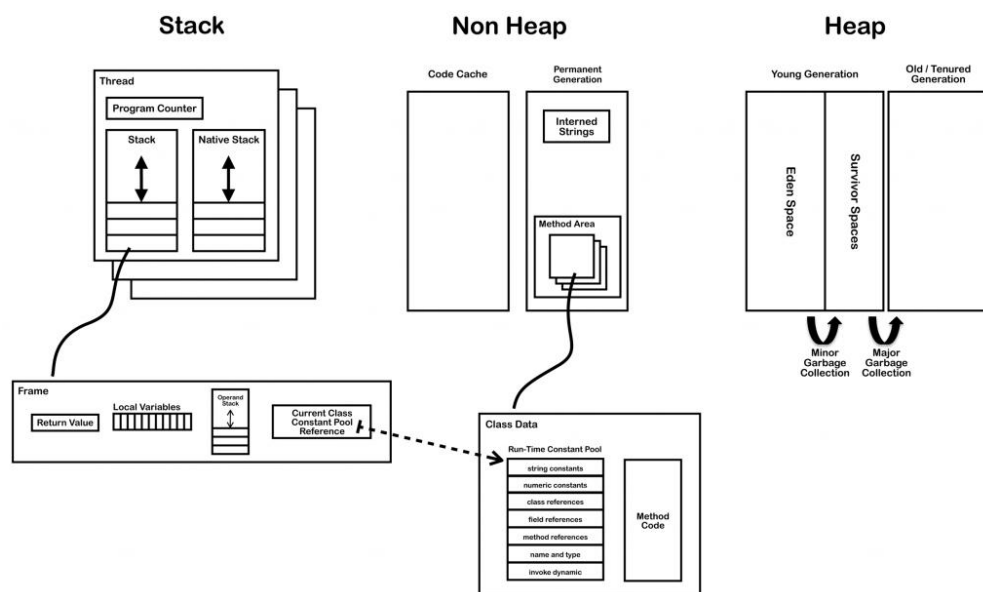 Stack
Non Heap
Heap
Thread
Program Counter
Stack
Native Stack
Code Cache
Permanent
Generation
Interned
Strings
Method Area
Young Generation
Old / Tenured
Generation
Eden Space
Survivor Spaces
Minor
Garbage
Collection
Major
Garbage
Collection
Frame
Return Value
Local Variables
Operand
Stack
Current Class
Constant Pool
Reference
Class Data
Run-Time Constant Pool
string constants
numeric constants
class references
field references
method references
name and type
invoke dynamic
Method
Code